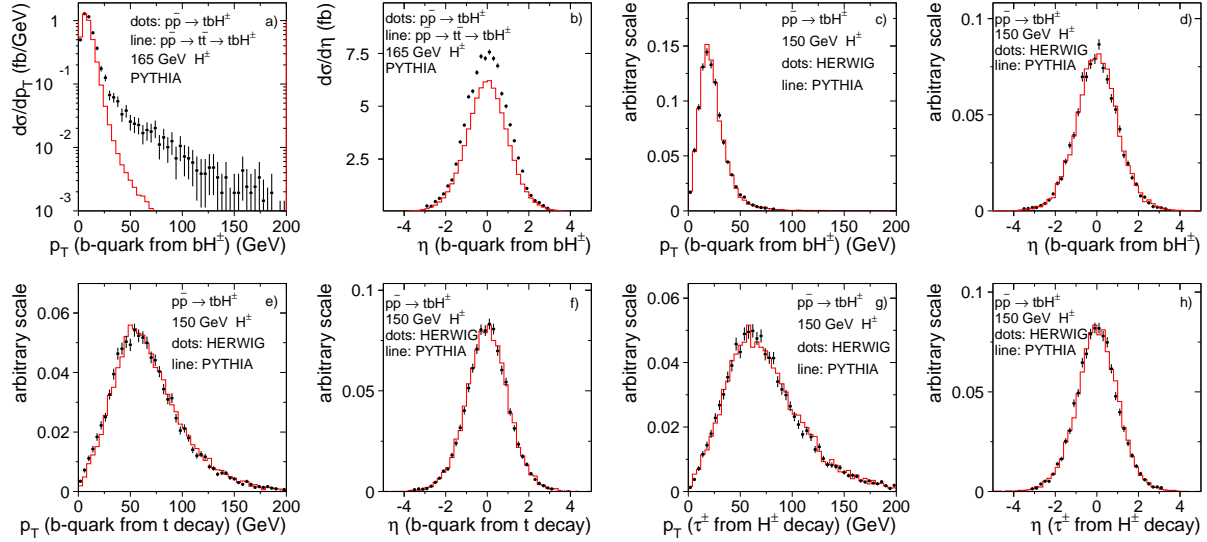 dσ/dp_T (fb/GeV)
1
10⁻¹
10⁻²
10⁻³
a)
dots: pp̄ → tbH±
line: pp̄ → tt̄ → tbH±
165 GeV H±
PYTHIA
0 50 100 150 200
p_T (b-quark from bH±) (GeV)
dσ/dη (fb)
7.5
5
2.5
b)
dots: pp̄ → tbH±
line: pp̄ → tt̄ → tbH±
165 GeV H±
PYTHIA
-4 -2 0 2 4
η (b-quark from bH±)
arbitrary scale
0.15
0.10
0.05
0
c)
pp̄ → tbH±
150 GeV H±
dots: HERWIG
line: PYTHIA
0 50 100 150 200
p_T (b-quark from bH±) (GeV)
arbitrary scale
0.1
0.05
0
d)
pp̄ → tbH±
150 GeV H±
dots: HERWIG
line: PYTHIA
-4 -2 0 2 4
η (b-quark from bH±)
arbitrary scale
0.06
0.04
0.02
0
e)
pp̄ → tbH±
150 GeV H±
dots: HERWIG
line: PYTHIA
0 50 100 150 200
p_T (b-quark from t decay) (GeV)
arbitrary scale
0.1
0.05
0
f)
pp̄ → tbH±
150 GeV H±
dots: HERWIG
line: PYTHIA
-4 -2 0 2 4
η (b-quark from t decay)
arbitrary scale
0.06
0.04
0.02
0
g)
pp̄ → tbH±
150 GeV H±
dots: HERWIG
line: PYTHIA
0 50 100 150 200
p_T (τ± from H± decay) (GeV)
arbitrary scale
0.1
0.05
0
h)
pp̄ → tbH±
150 GeV H±
dots: HERWIG
line: PYTHIA
-4 -2 0 2 4
η (τ± from H± decay)